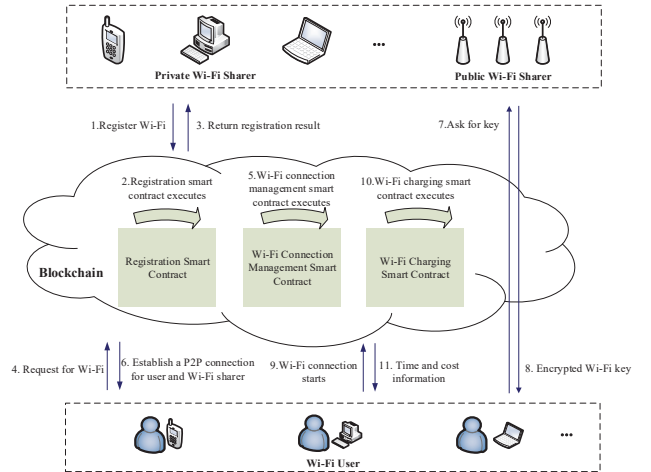 ...
Private Wi-Fi Sharer
Public Wi-Fi Sharer
1.Register Wi-Fi
3. Return registration result
7.Ask for key
2.Registration smart
contract executes
5.Wi-Fi connection
management smart
contract executes
10.Wi-Fi charging smart
contract executes
Blockchain
Registration Smart
Contract
Wi-Fi Connection
Management Smart
Contract
Wi-Fi Charging
Smart Contract
4. Request for Wi-Fi
6. Establish a P2P connection
for user and Wi-Fi sharer
9.Wi-Fi connection
starts
11. Time and cost
information
8. Encrypted Wi-Fi key
...
Wi-Fi User